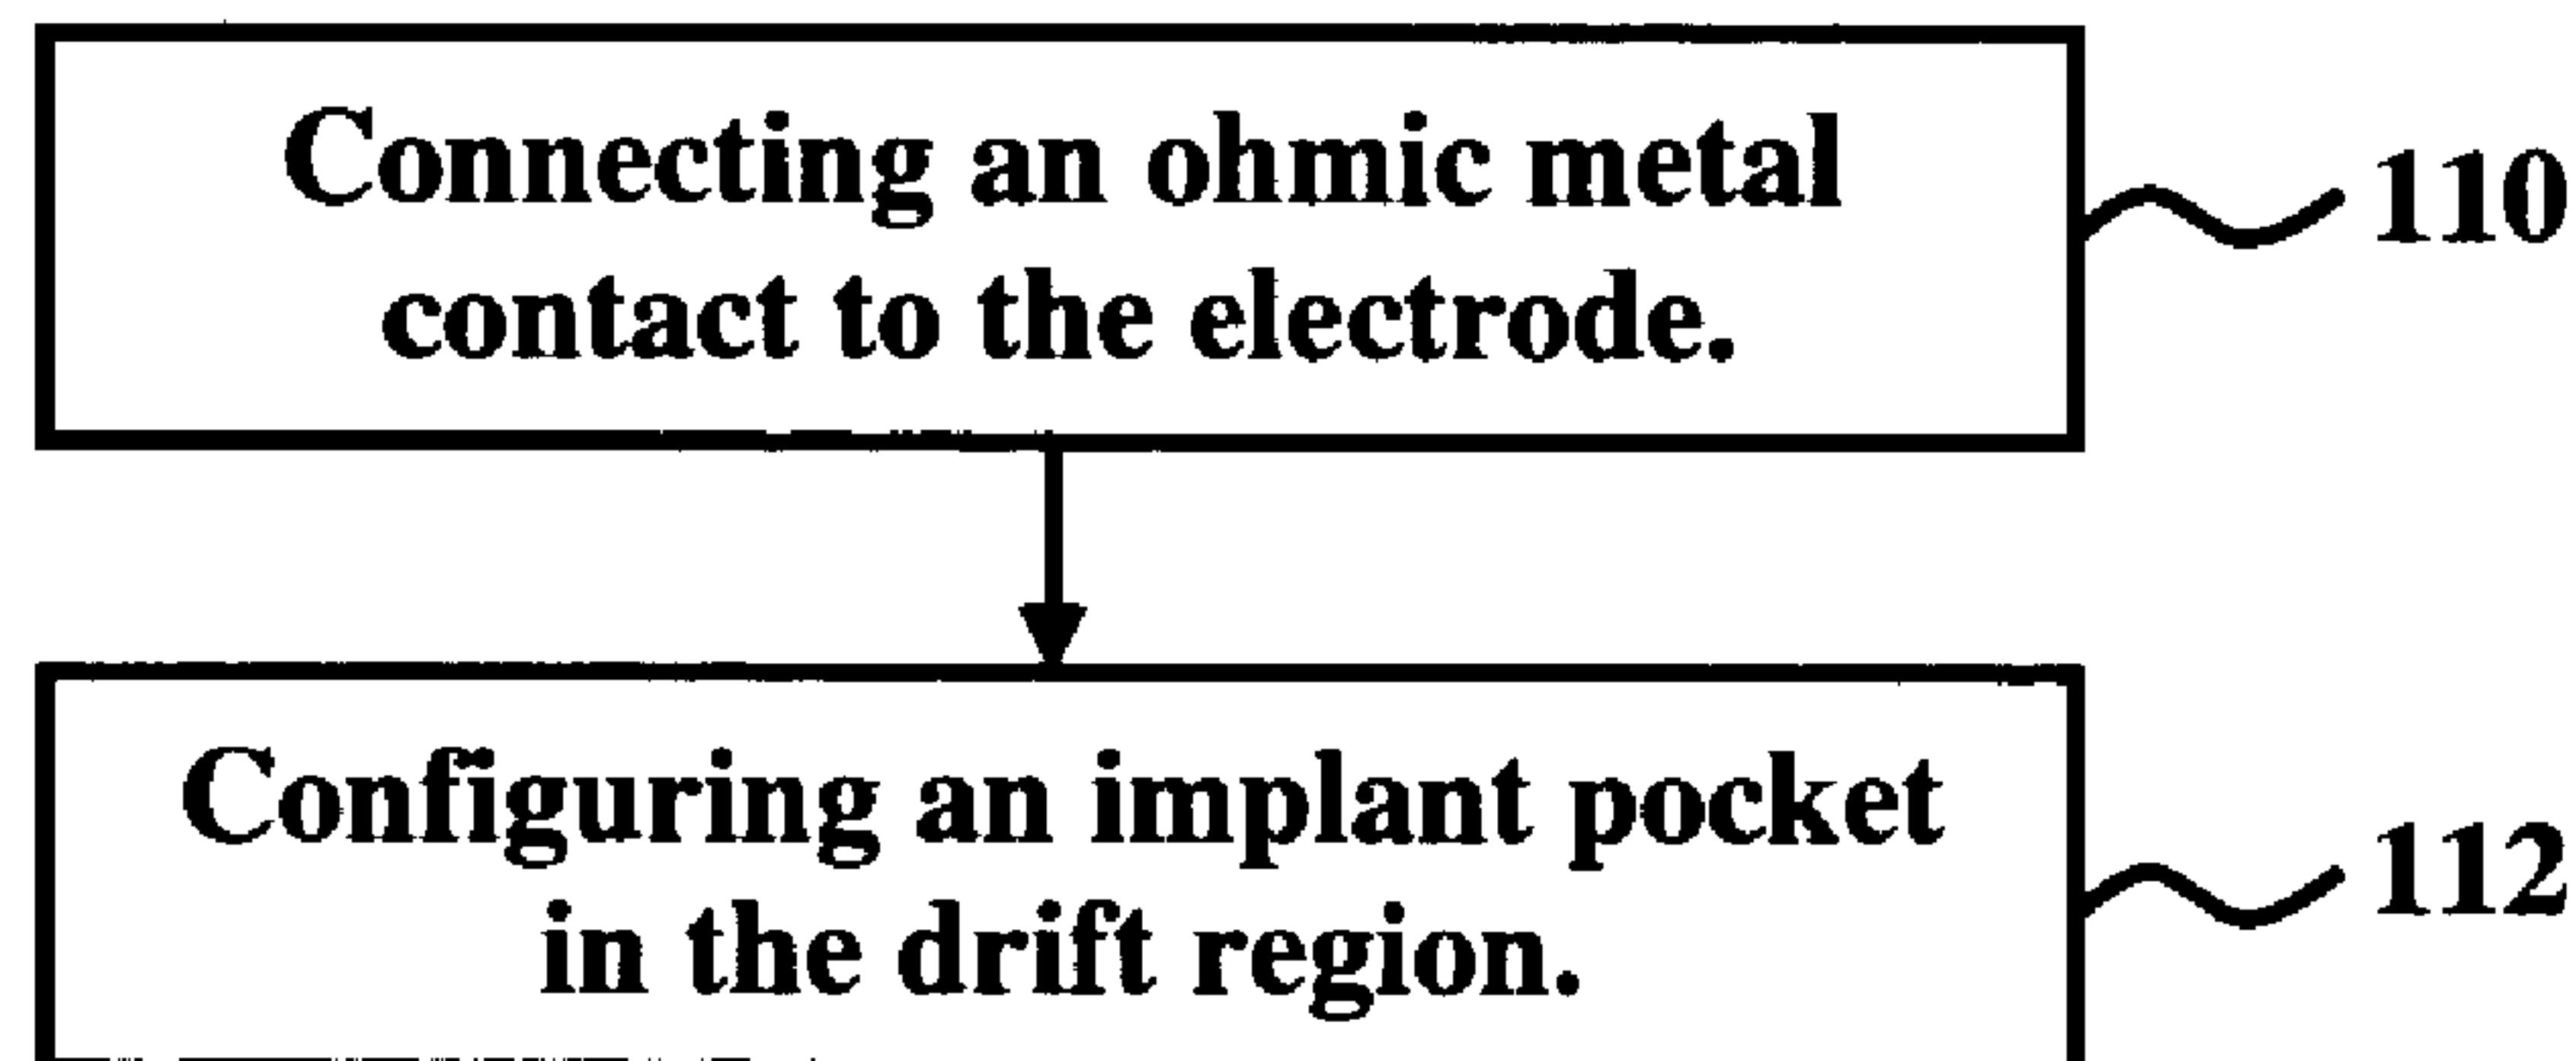 Connecting an ohmic metal
contact to the electrode.
110
Configuring an implant pocket
in the drift region.
112